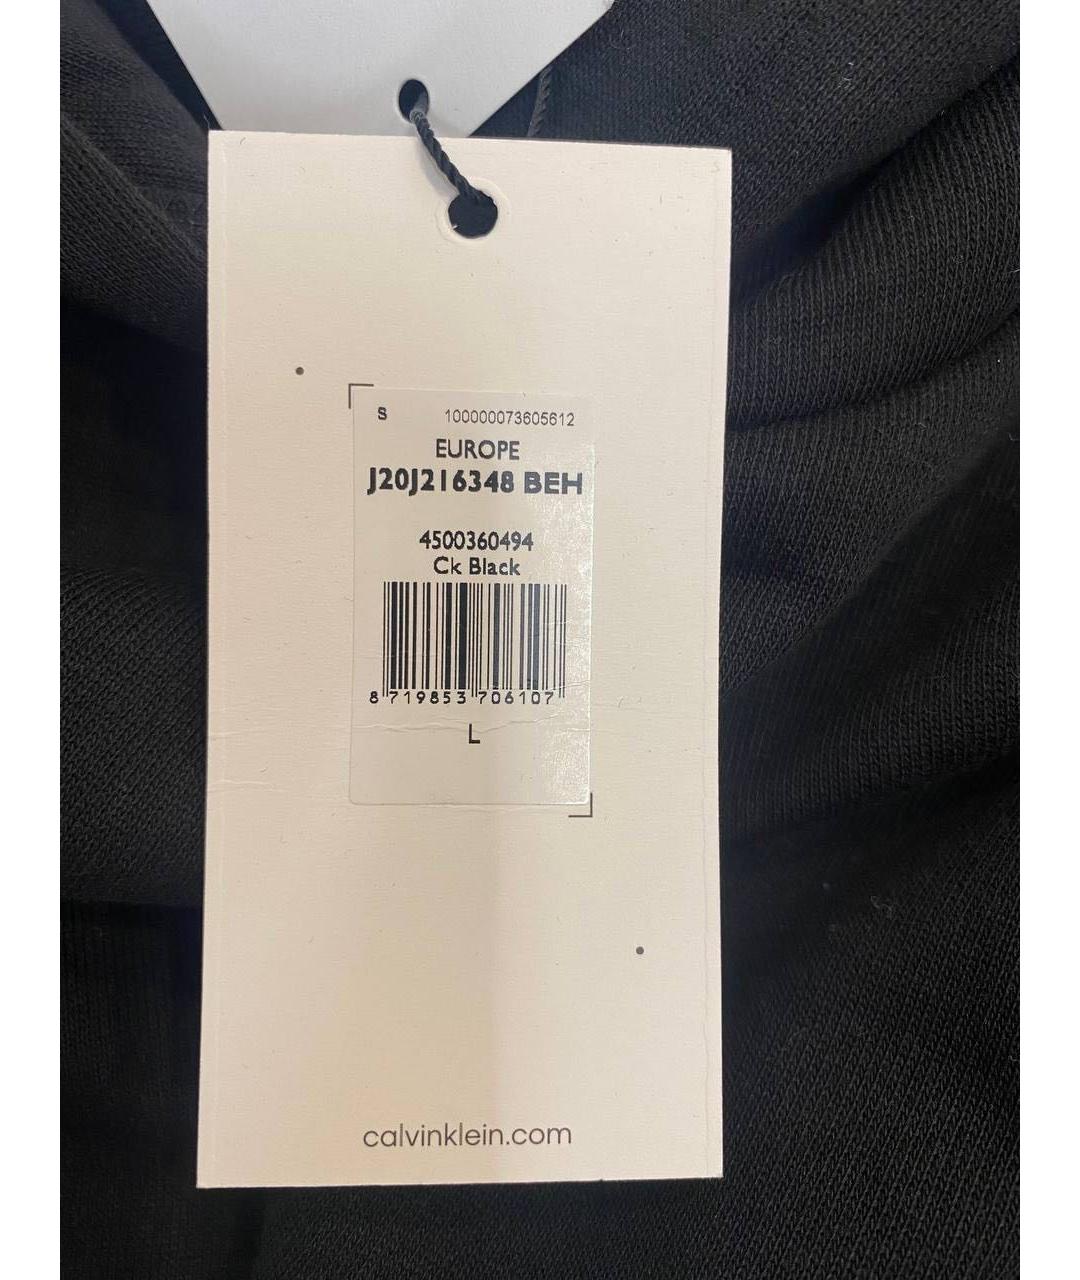 S 100000073605612
EUROPE
J20J216348 BEH
4500360494
Ck Black
8 719853 706107
L
calvinklein.com